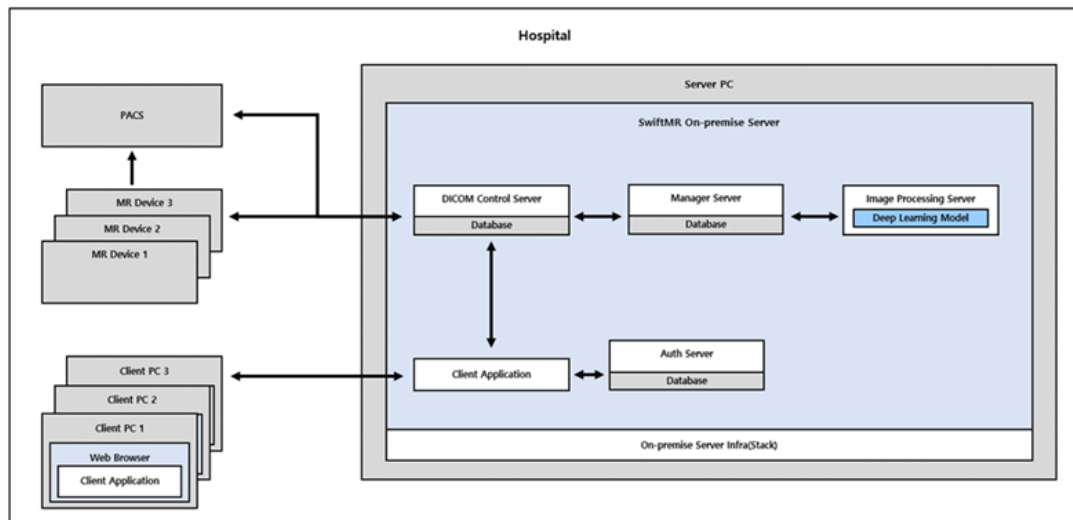 Hospital
Server PC
SwiftMR On-premise Server
PACS
MR Device 3
MR Device 2
MR Device 1
DICOM Control Server
Database
Manager Server
Database
Image Processing Server
Deep Learning Model
Client Application
Auth Server
Database
Client PC 3
Client PC 2
Client PC 1
Web Browser
Client Application
On-premise Server Infra(Stack)